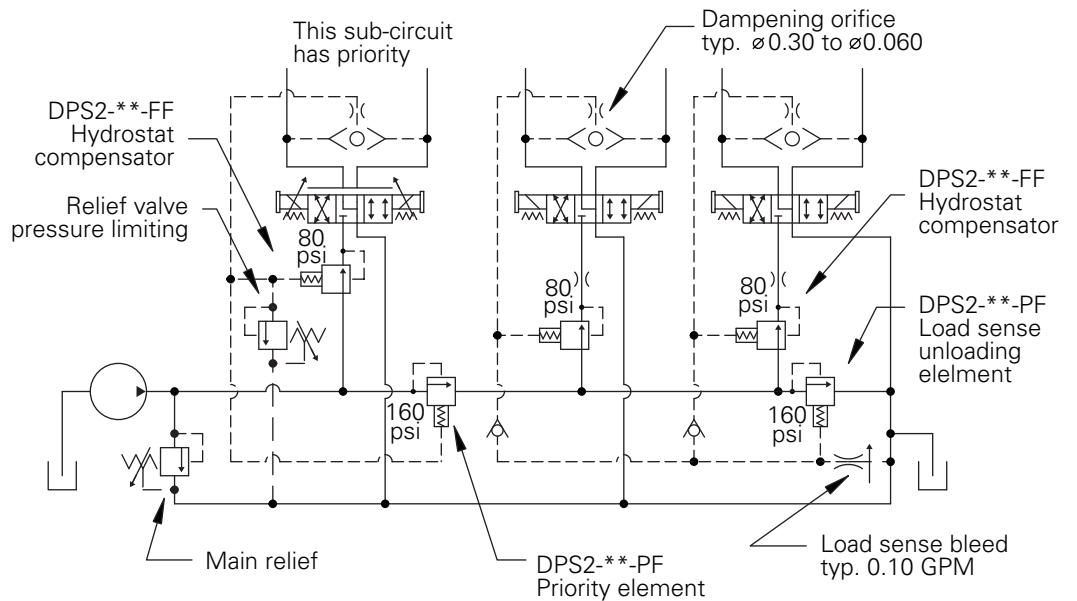 This sub-circuit
has priority
Dampening orifice
typ. ⌀0.30 to ⌀0.060
DPS2-**-FF
Hydrostat
compensator
Relief valve
pressure limiting
DPS2-**-FF
Hydrostat
compensator
80
psi
80
psi
80
psi
DPS2-**-PF
Load sense
unloading
elelment
160
psi
160
psi
Main relief
DPS2-**-PF
Priority element
Load sense bleed
typ. 0.10 GPM